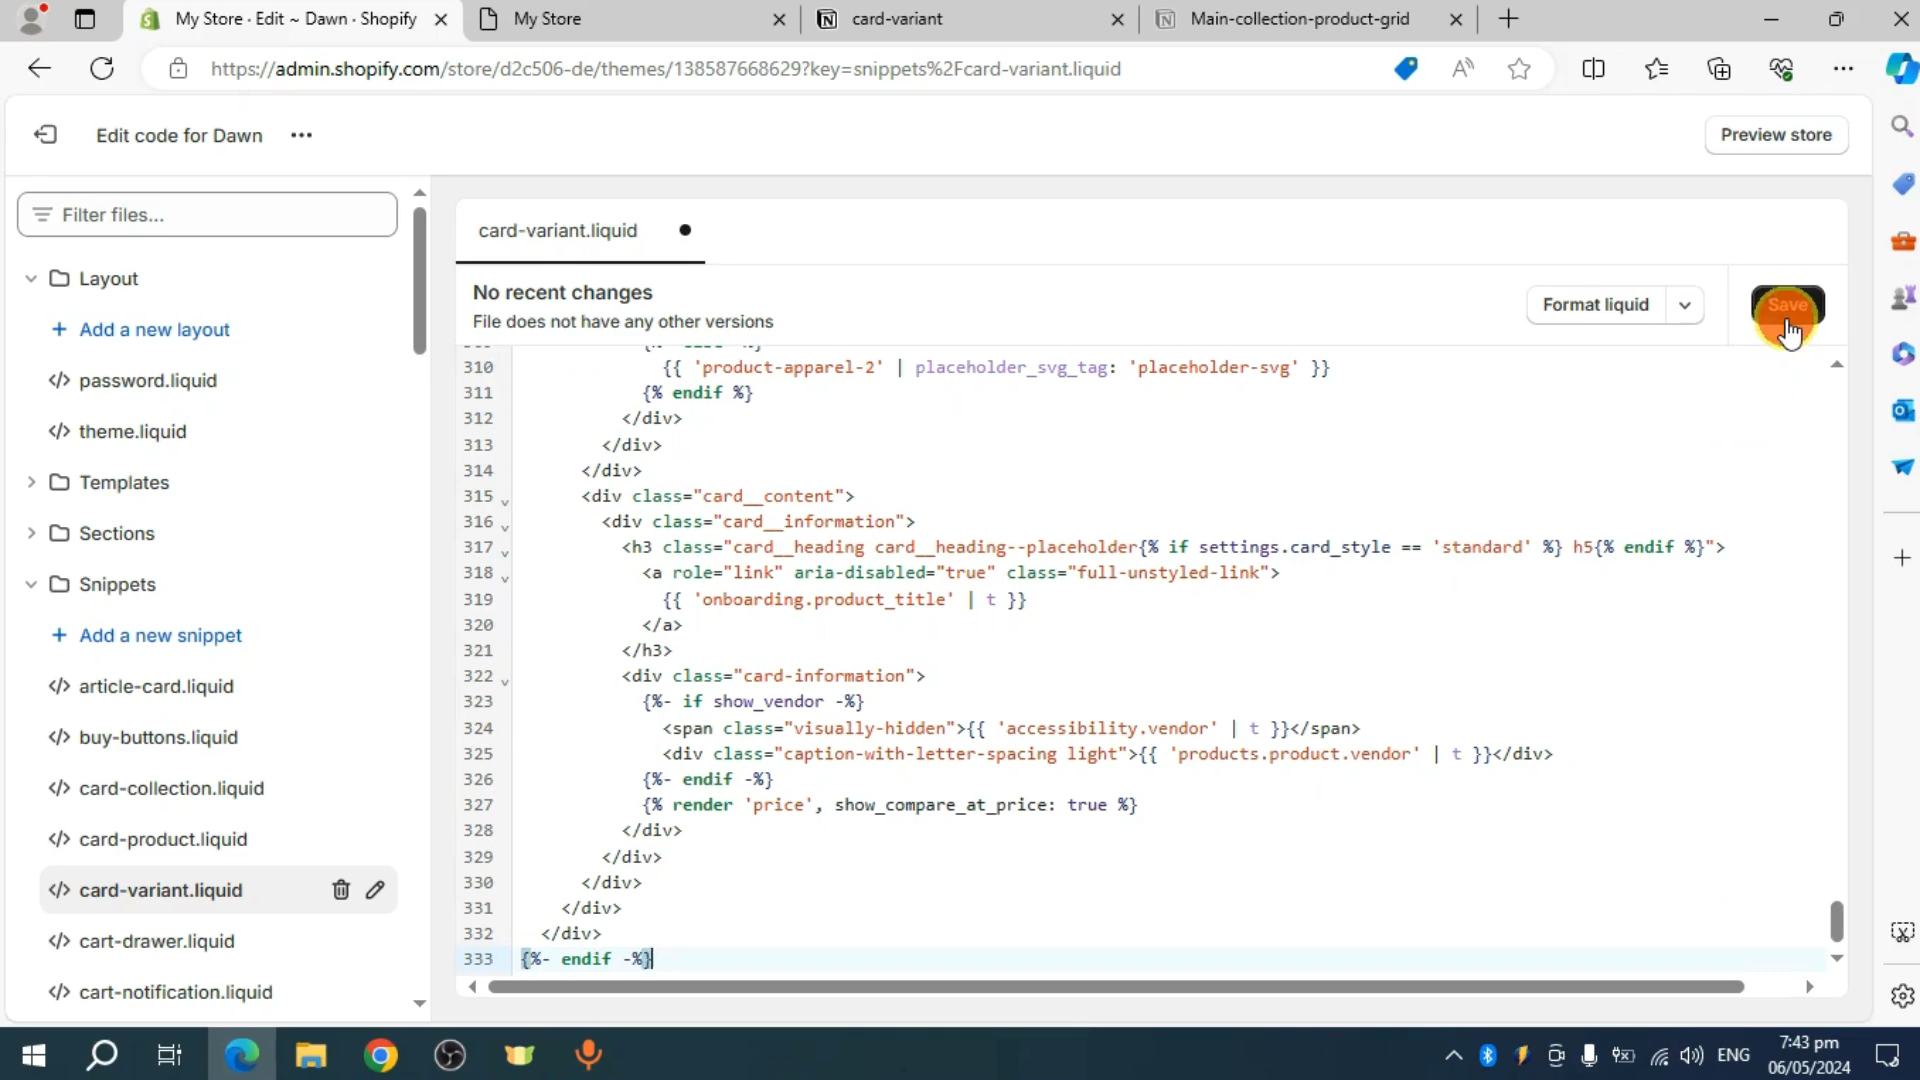 My Store · Edit ~ Dawn · Shopify
My Store
card-variant
Main-collection-product-grid
https://admin.shopify.com/store/d2c506-de/themes/138587668629?key=snippets%2Fcard-variant.liquid
Edit code for Dawn
Preview store
Filter files...
Layout
Add a new layout
password.liquid
theme.liquid
Templates
Sections
Snippets
Add a new snippet
article-card.liquid
buy-buttons.liquid
card-collection.liquid
card-product.liquid
card-variant.liquid
cart-drawer.liquid
cart-notification.liquid
card-variant.liquid
No recent changes
File does not have any other versions
Format liquid
Save
310 {{ 'product-apparel-2' | placeholder_svg_tag: 'placeholder-svg' }}
311 {% endif %}
312 </div>
313 </div>
314 </div>
315 <div class="card__content">
316 <div class="card__information">
317 <h3 class="card__heading card__heading--placeholder{% if settings.card_style == 'standard' %} h5{% endif %}">
318 <a role="link" aria-disabled="true" class="full-unstyled-link">
319 {{ 'onboarding.product_title' | t }}
320 </a>
321 </h3>
322 <div class="card-information">
323 {%- if show_vendor -%}
324 <span class="visually-hidden">{{ 'accessibility.vendor' | t }}</span>
325 <div class="caption-with-letter-spacing light">{{ 'products.product.vendor' | t }}</div>
326 {%- endif -%}
327 {% render 'price', show_compare_at_price: true %}
328 </div>
329 </div>
330 </div>
331 </div>
332 </div>
333 {%- endif -%}
ENG
7:43 pm
06/05/2024